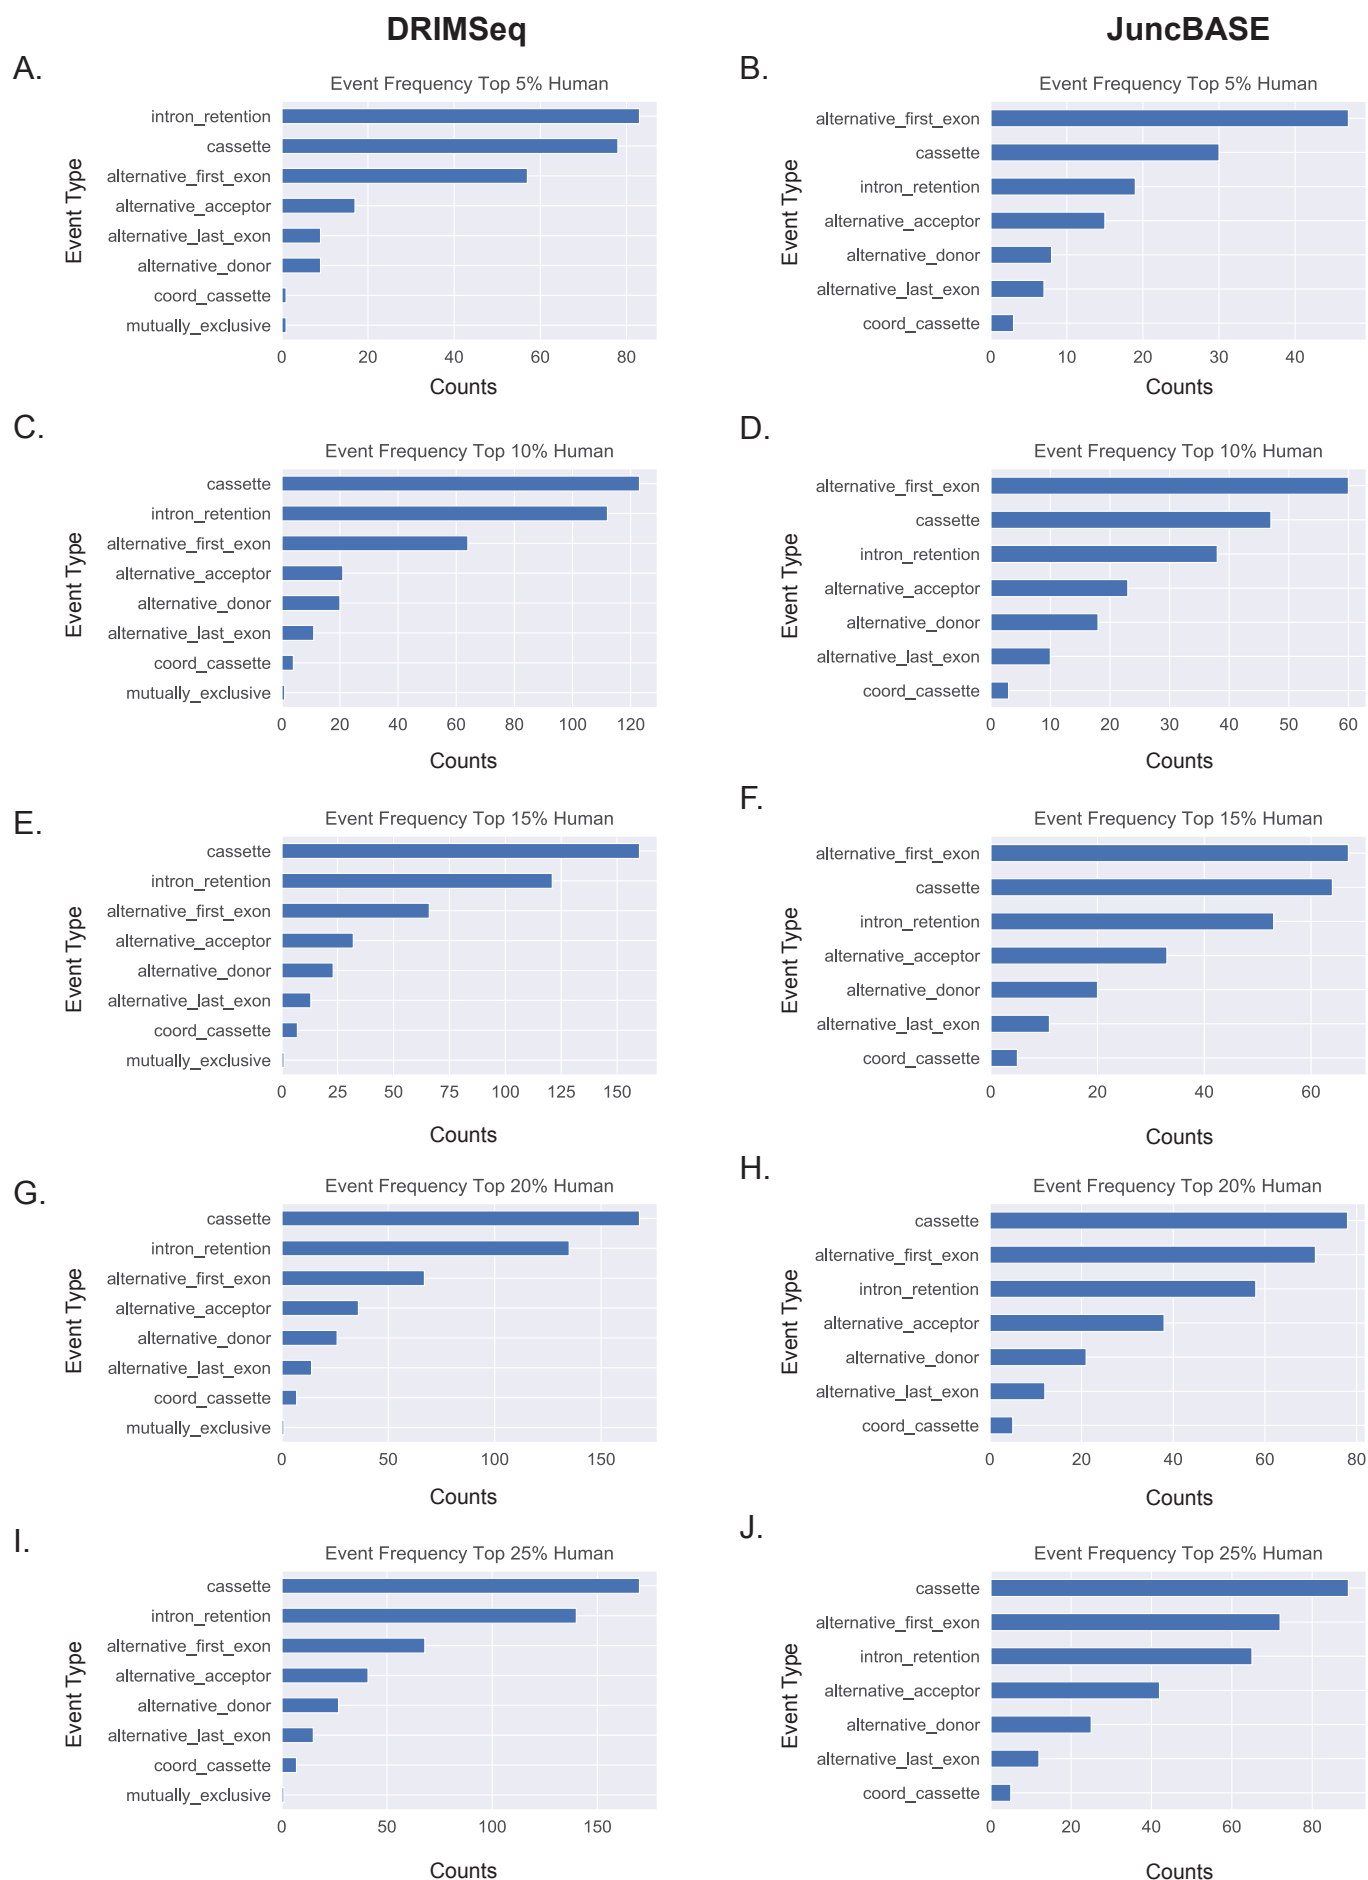 DRIMSeq
JuncBASE
A.
Event Frequency Top 5% Human
Event Type
intron_retention
cassette
alternative_first_exon
alternative_acceptor
alternative_last_exon
alternative_donor
coord_cassette
mutually_exclusive
0 20 40 60 80
Counts
B.
Event Frequency Top 5% Human
Event Type
alternative_first_exon
cassette
intron_retention
alternative_acceptor
alternative_donor
alternative_last_exon
coord_cassette
0 10 20 30 40
Counts
C.
Event Frequency Top 10% Human
Event Type
cassette
intron_retention
alternative_first_exon
alternative_acceptor
alternative_donor
alternative_last_exon
coord_cassette
mutually_exclusive
0 20 40 60 80 100 120
Counts
D.
Event Frequency Top 10% Human
Event Type
alternative_first_exon
cassette
intron_retention
alternative_acceptor
alternative_donor
alternative_last_exon
coord_cassette
0 10 20 30 40 50 60
Counts
E.
Event Frequency Top 15% Human
Event Type
cassette
intron_retention
alternative_first_exon
alternative_acceptor
alternative_donor
alternative_last_exon
coord_cassette
mutually_exclusive
0 25 50 75 100 125 150
Counts
F.
Event Frequency Top 15% Human
Event Type
alternative_first_exon
cassette
intron_retention
alternative_acceptor
alternative_donor
alternative_last_exon
coord_cassette
0 20 40 60
Counts
G.
Event Frequency Top 20% Human
Event Type
cassette
intron_retention
alternative_first_exon
alternative_acceptor
alternative_donor
alternative_last_exon
coord_cassette
mutually_exclusive
0 50 100 150
Counts
H.
Event Frequency Top 20% Human
Event Type
cassette
alternative_first_exon
intron_retention
alternative_acceptor
alternative_donor
alternative_last_exon
coord_cassette
0 20 40 60 80
Counts
I.
Event Frequency Top 25% Human
Event Type
cassette
intron_retention
alternative_first_exon
alternative_acceptor
alternative_donor
alternative_last_exon
coord_cassette
mutually_exclusive
0 50 100 150
Counts
J.
Event Frequency Top 25% Human
Event Type
cassette
alternative_first_exon
intron_retention
alternative_acceptor
alternative_donor
alternative_last_exon
coord_cassette
0 20 40 60 80
Counts